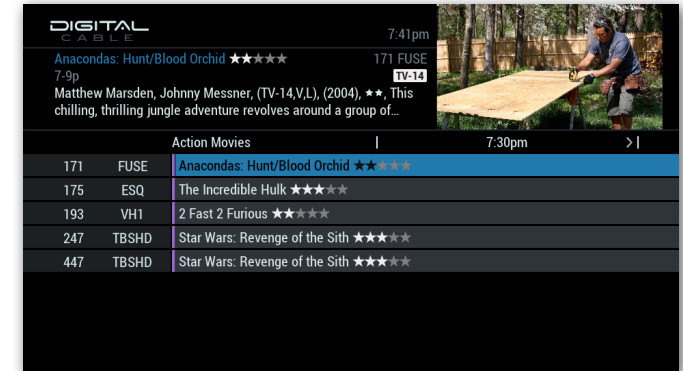 DIGITAL
CABLE
7:41pm
Anacondas: Hunt/Blood Orchid ★★★★★ 171 FUSE
7-9p TV-14
Matthew Marsden, Johnny Messner, (TV-14,V,L), (2004), ★★, This
chilling, thrilling jungle adventure revolves around a group of...
Action Movies | 7:30pm >|
171 FUSE Anacondas: Hunt/Blood Orchid ★★★★★
175 ESQ The Incredible Hulk ★★★★★
193 VH1 2 Fast 2 Furious ★★★★★
247 TBSHD Star Wars: Revenge of the Sith ★★★★★
447 TBSHD Star Wars: Revenge of the Sith ★★★★★